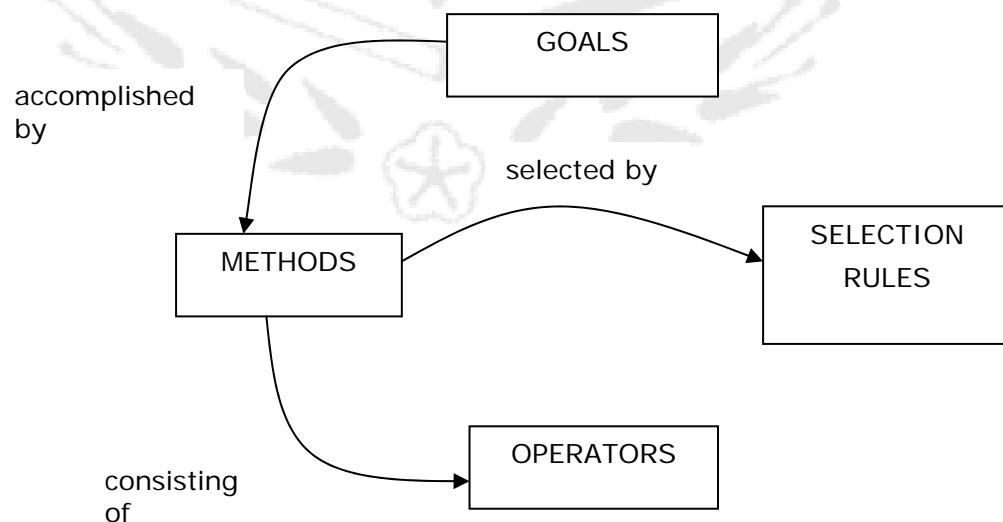 GOALS
accomplished
by
selected by
METHODS
SELECTION
RULES
OPERATORS
consisting
of